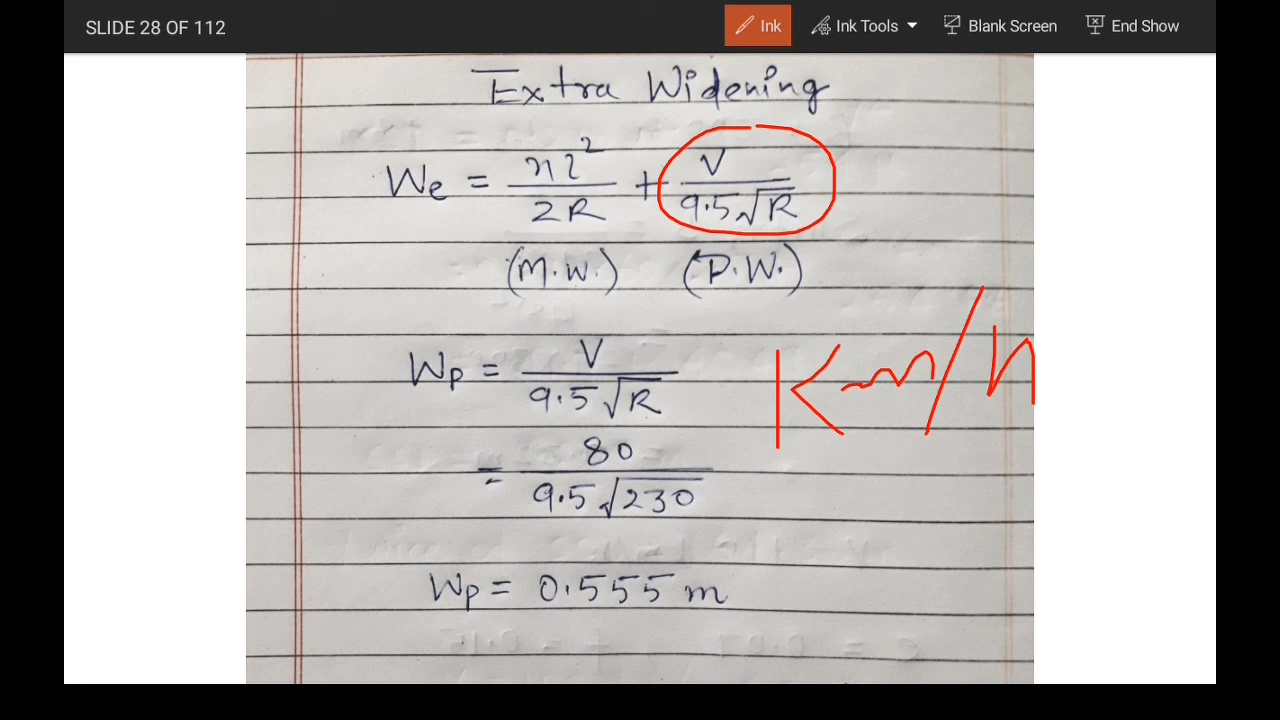 SLIDE 28 OF 112
Ink
Ink Tools
Blank Screen
End Show
Extra Widening
We = nl²/2R + V/9.5√R
(M.W.) (P.W.)
Wp = V/9.5√R
Km/h
= 80/9.5√230
Wp = 0.555 m